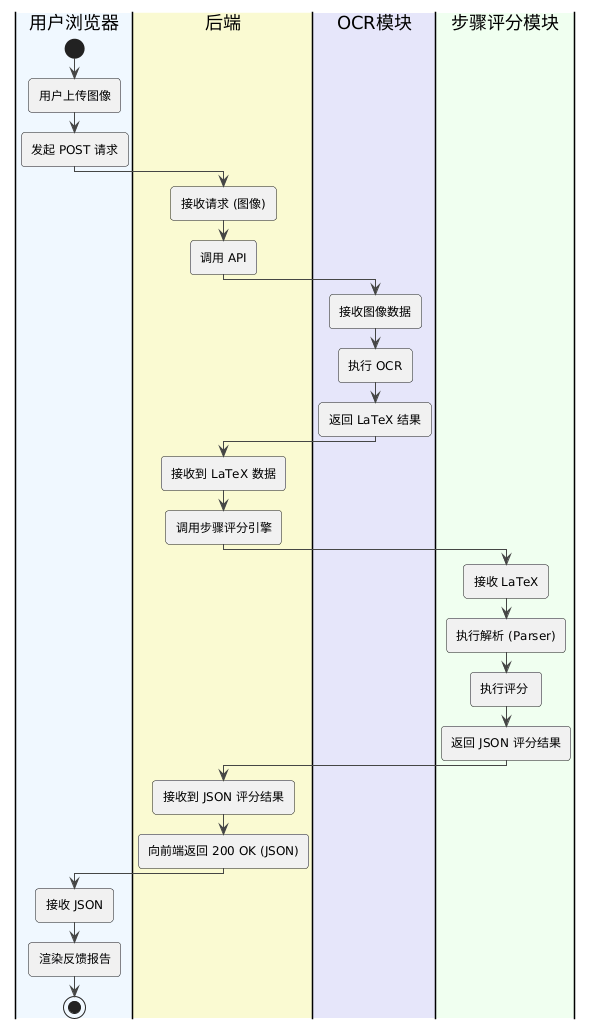 用户浏览器
后端
OCR模块
步骤评分模块
用户上传图像
发起 POST 请求
接收请求 (图像)
调用 API
接收图像数据
执行 OCR
返回 LaTeX 结果
接收到 LaTeX 数据
调用步骤评分引擎
接收 LaTeX
执行解析 (Parser)
执行评分
返回 JSON 评分结果
接收到 JSON 评分结果
向前端返回 200 OK (JSON)
接收 JSON
渲染反馈报告